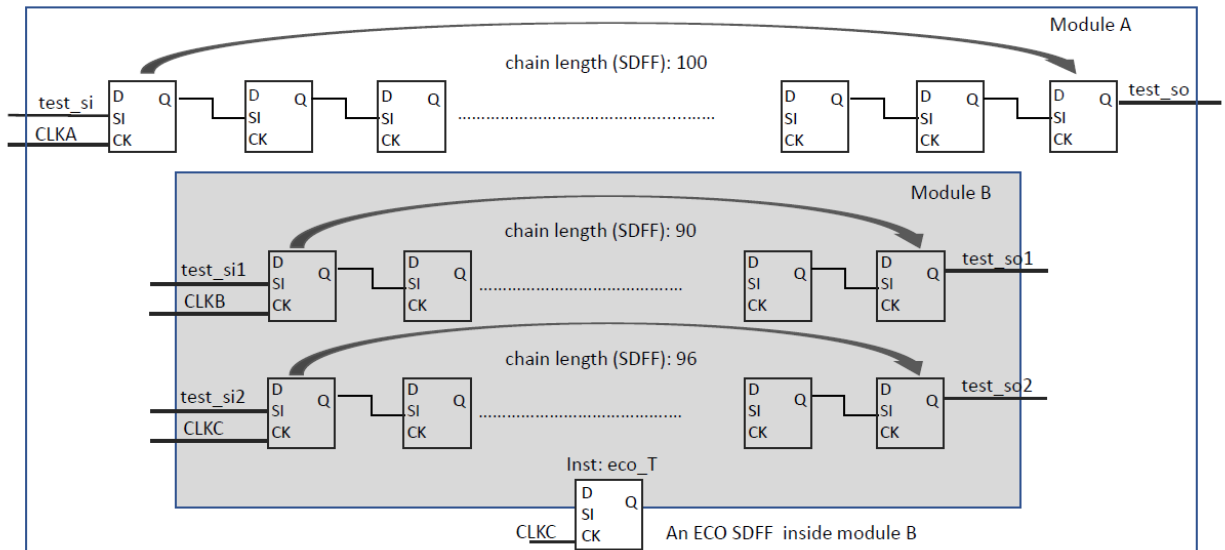 Module A
chain length (SDFF): 100
test_si
CLKA
D
SI
CK
Q
D
SI
CK
Q
D
SI
CK
Q
D
SI
CK
Q
D
SI
CK
Q
D
SI
CK
Q
test_so
Module B
chain length (SDFF): 90
test_si1
CLKB
D
SI
CK
Q
D
SI
CK
Q
D
SI
CK
Q
D
SI
CK
Q
test_so1
chain length (SDFF): 96
test_si2
CLKC
D
SI
CK
Q
D
SI
CK
Q
D
SI
CK
Q
D
SI
CK
Q
test_so2
Inst: eco_T
CLKC
D
SI
CK
Q
An ECO SDFF inside module B